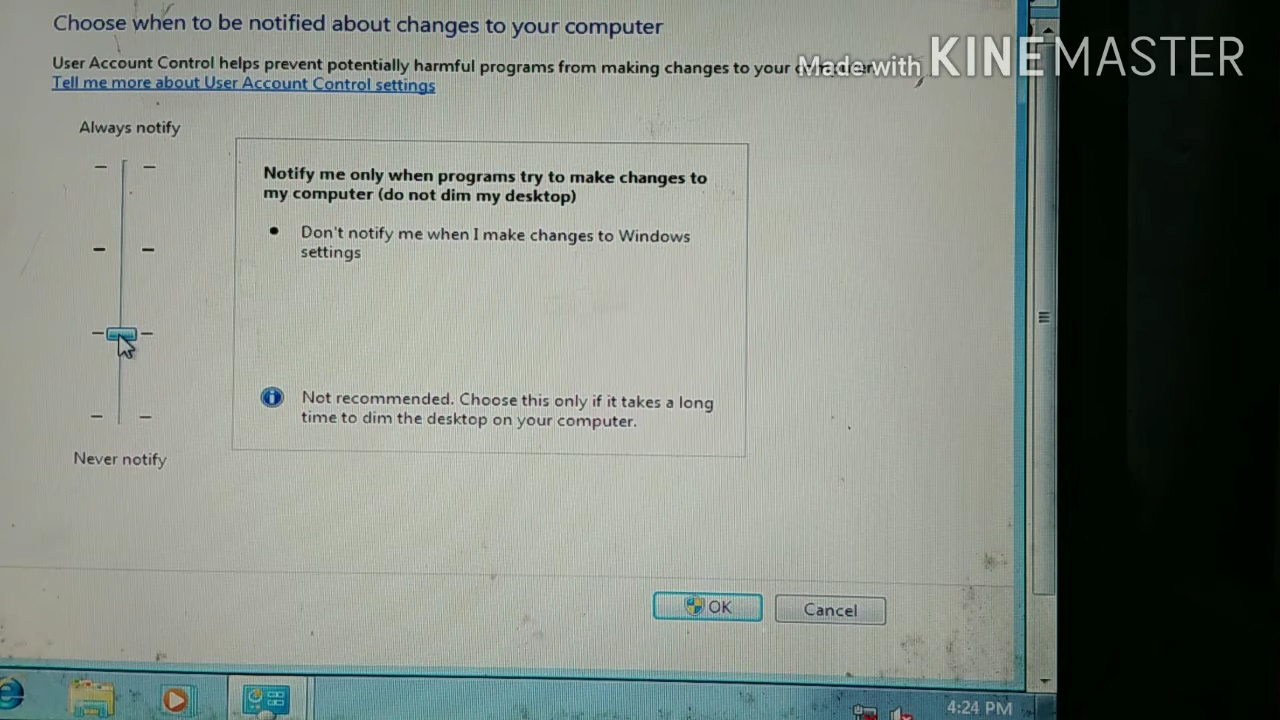 Choose when to be notified about changes to your computer
User Account Control helps prevent potentially harmful programs from making changes to your
Made with KINEMASTER
Tell me more about User Account Control settings
Always notify
Notify me only when programs try to make changes to
my computer (do not dim my desktop)
Don't notify me when I make changes to Windows
settings
Not recommended. Choose this only if it takes a long
time to dim the desktop on your computer.
Never notify
OK
Cancel
4:24 PM